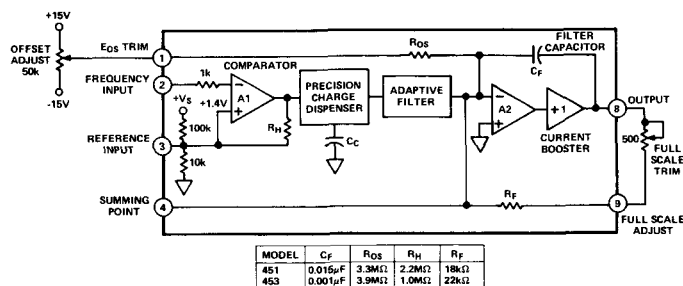 +15V
OFFSET
ADJUST
50k
-15V
EOS TRIM
1
FREQUENCY
INPUT
2
1k
COMPARATOR
A1
+VS
+1.4V
100k
RH
REFERENCE
INPUT
3
10k
SUMMING
POINT
4
PRECISION
CHARGE
DISPENSER
CC
ADAPTIVE
FILTER
ROS
FILTER
CAPACITOR
CF
A2
+1
CURRENT
BOOSTER
8
OUTPUT
500
FULL
SCALE
TRIM
RF
9
FULL SCALE
ADJUST
MODEL CF ROS RH RF
451 0.015µF 3.3MΩ 2.2MΩ 18kΩ
453 0.001µF 3.9MΩ 1.0MΩ 22kΩ